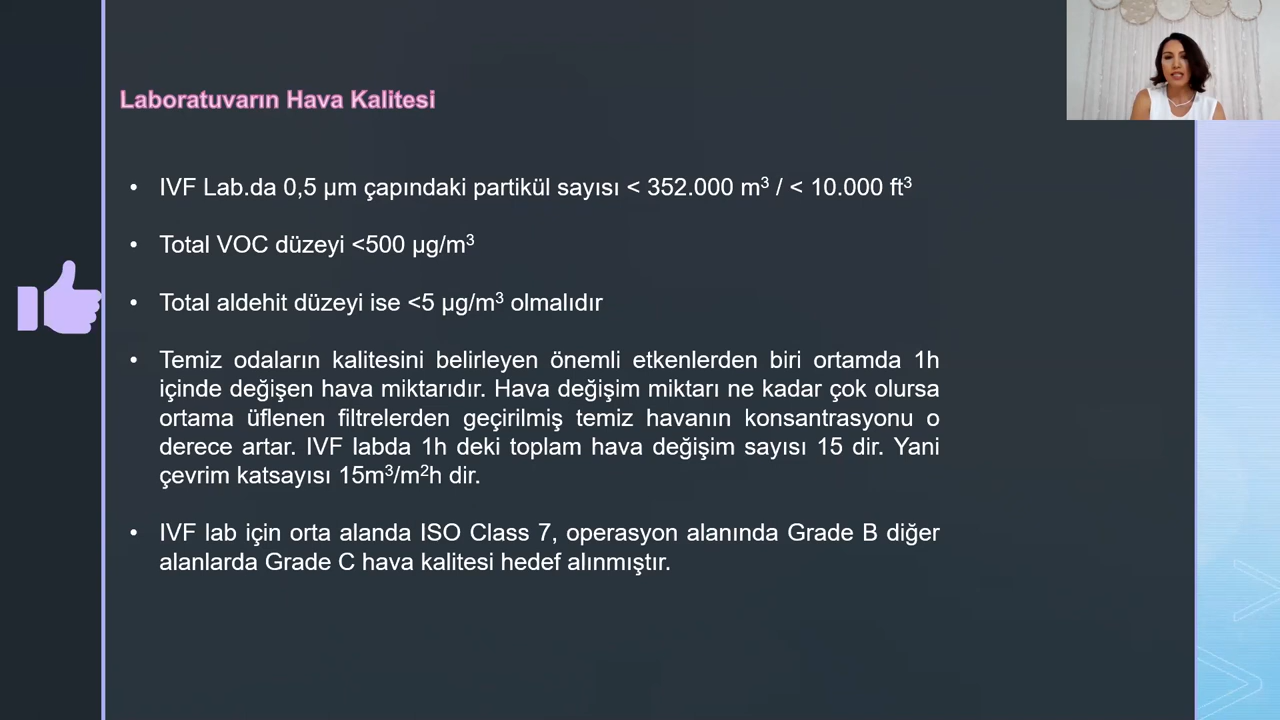 Laboratuvarın Hava Kalitesi
• IVF Lab.da 0,5 µm çapındaki partikül sayısı < 352.000 m³ / < 10.000 ft³
• Total VOC düzeyi <500 µg/m³
• Total aldehit düzeyi ise <5 µg/m³ olmalıdır
• Temiz odaların kalitesini belirleyen önemli etkenlerden biri ortamda 1h
içinde değişen hava miktarıdır. Hava değişim miktarı ne kadar çok olursa
ortama üflenen filtrelerden geçirilmiş temiz havanın konsantrasyonu o
derece artar. IVF labda 1h deki toplam hava değişim sayısı 15 dir. Yani
çevrim katsayısı 15m³/m²h dir.
• IVF lab için orta alanda ISO Class 7, operasyon alanında Grade B diğer
alanlarda Grade C hava kalitesi hedef alınmıştır.